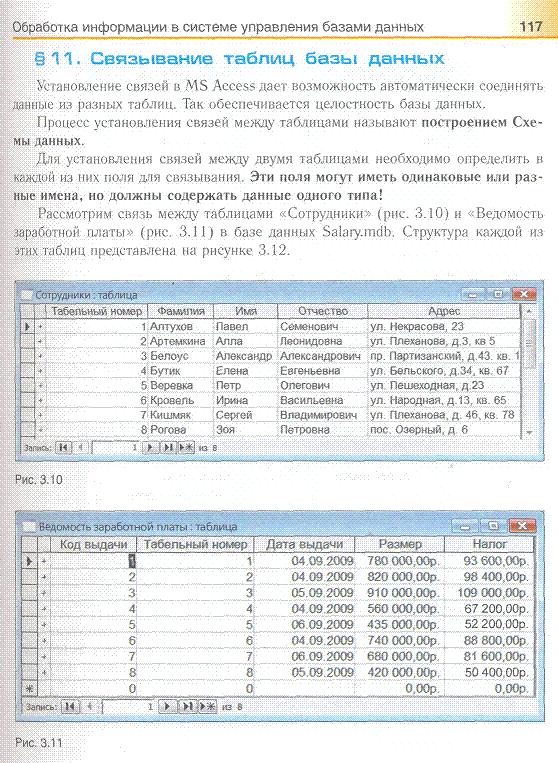 Обработка информации в системе управления базами данных 117
§ 11. Связывание таблиц базы данных
Установление связей в MS Access дает возможность автоматически соединять
данные из разных таблиц. Так обеспечивается целостность базы данных.
Процесс установления связей между таблицами называют построением Схе-
мы данных.
Для установления связей между двумя таблицами необходимо определить в
каждой из них поля для связывания. Эти поля могут иметь одинаковые или раз-
ные имена, но должны содержать данные одного типа!
Рассмотрим связь между таблицами «Сотрудники» (рис. 3.10) и «Ведомость
заработной платы» (рис. 3.11) в базе данных Salary.mdb. Структура каждой из
этих таблиц представлена на рисунке 3.12.
Сотрудники : таблица
Табельный номер Фамилия Имя Отчество Адрес
1 Алтухов Павел Семенович ул. Некрасова, 23
2 Артемкина Алла Леонидовна ул. Плеханова, д.3, кв 5
3 Белоус Александр Александрович пр. Партизанский, д.43. кв. 1
4 Бутик Елена Евгеньевна ул. Бельского, д.34, кв. 67
5 Веревка Петр Олегович ул. Пешеходная, д.23
6 Кровель Ирина Васильевна ул. Народная, д.13, кв. 65
7 Кишмяк Сергей Владимирович ул. Плеханова, д. 46, кв. 78
8 Рогова Зоя Петровна пос. Озерный, д. 6
Запись: 1 из 8
Рис. 3.10
Ведомость заработной платы : таблица
Код выдачи Табельный номер Дата выдачи Размер Налог
1 1 04.09.2009 780 000,00р. 93 600,00р.
2 2 04.09.2009 820 000,00р. 98 400,00р.
3 3 05.09.2009 910 000,00р. 109 000,00р.
4 4 04.09.2009 560 000,00р. 67 200,00р.
5 5 06.09.2009 435 000,00р. 52 200,00р.
6 6 04.09.2009 740 000,00р. 88 800,00р.
7 7 06.09.2009 680 000,00р. 81 600,00р.
8 8 05.09.2009 420 000,00р. 50 400,00р.
0 0 0,00р. 0,00р.
Запись: 1 из 8
Рис. 3.11